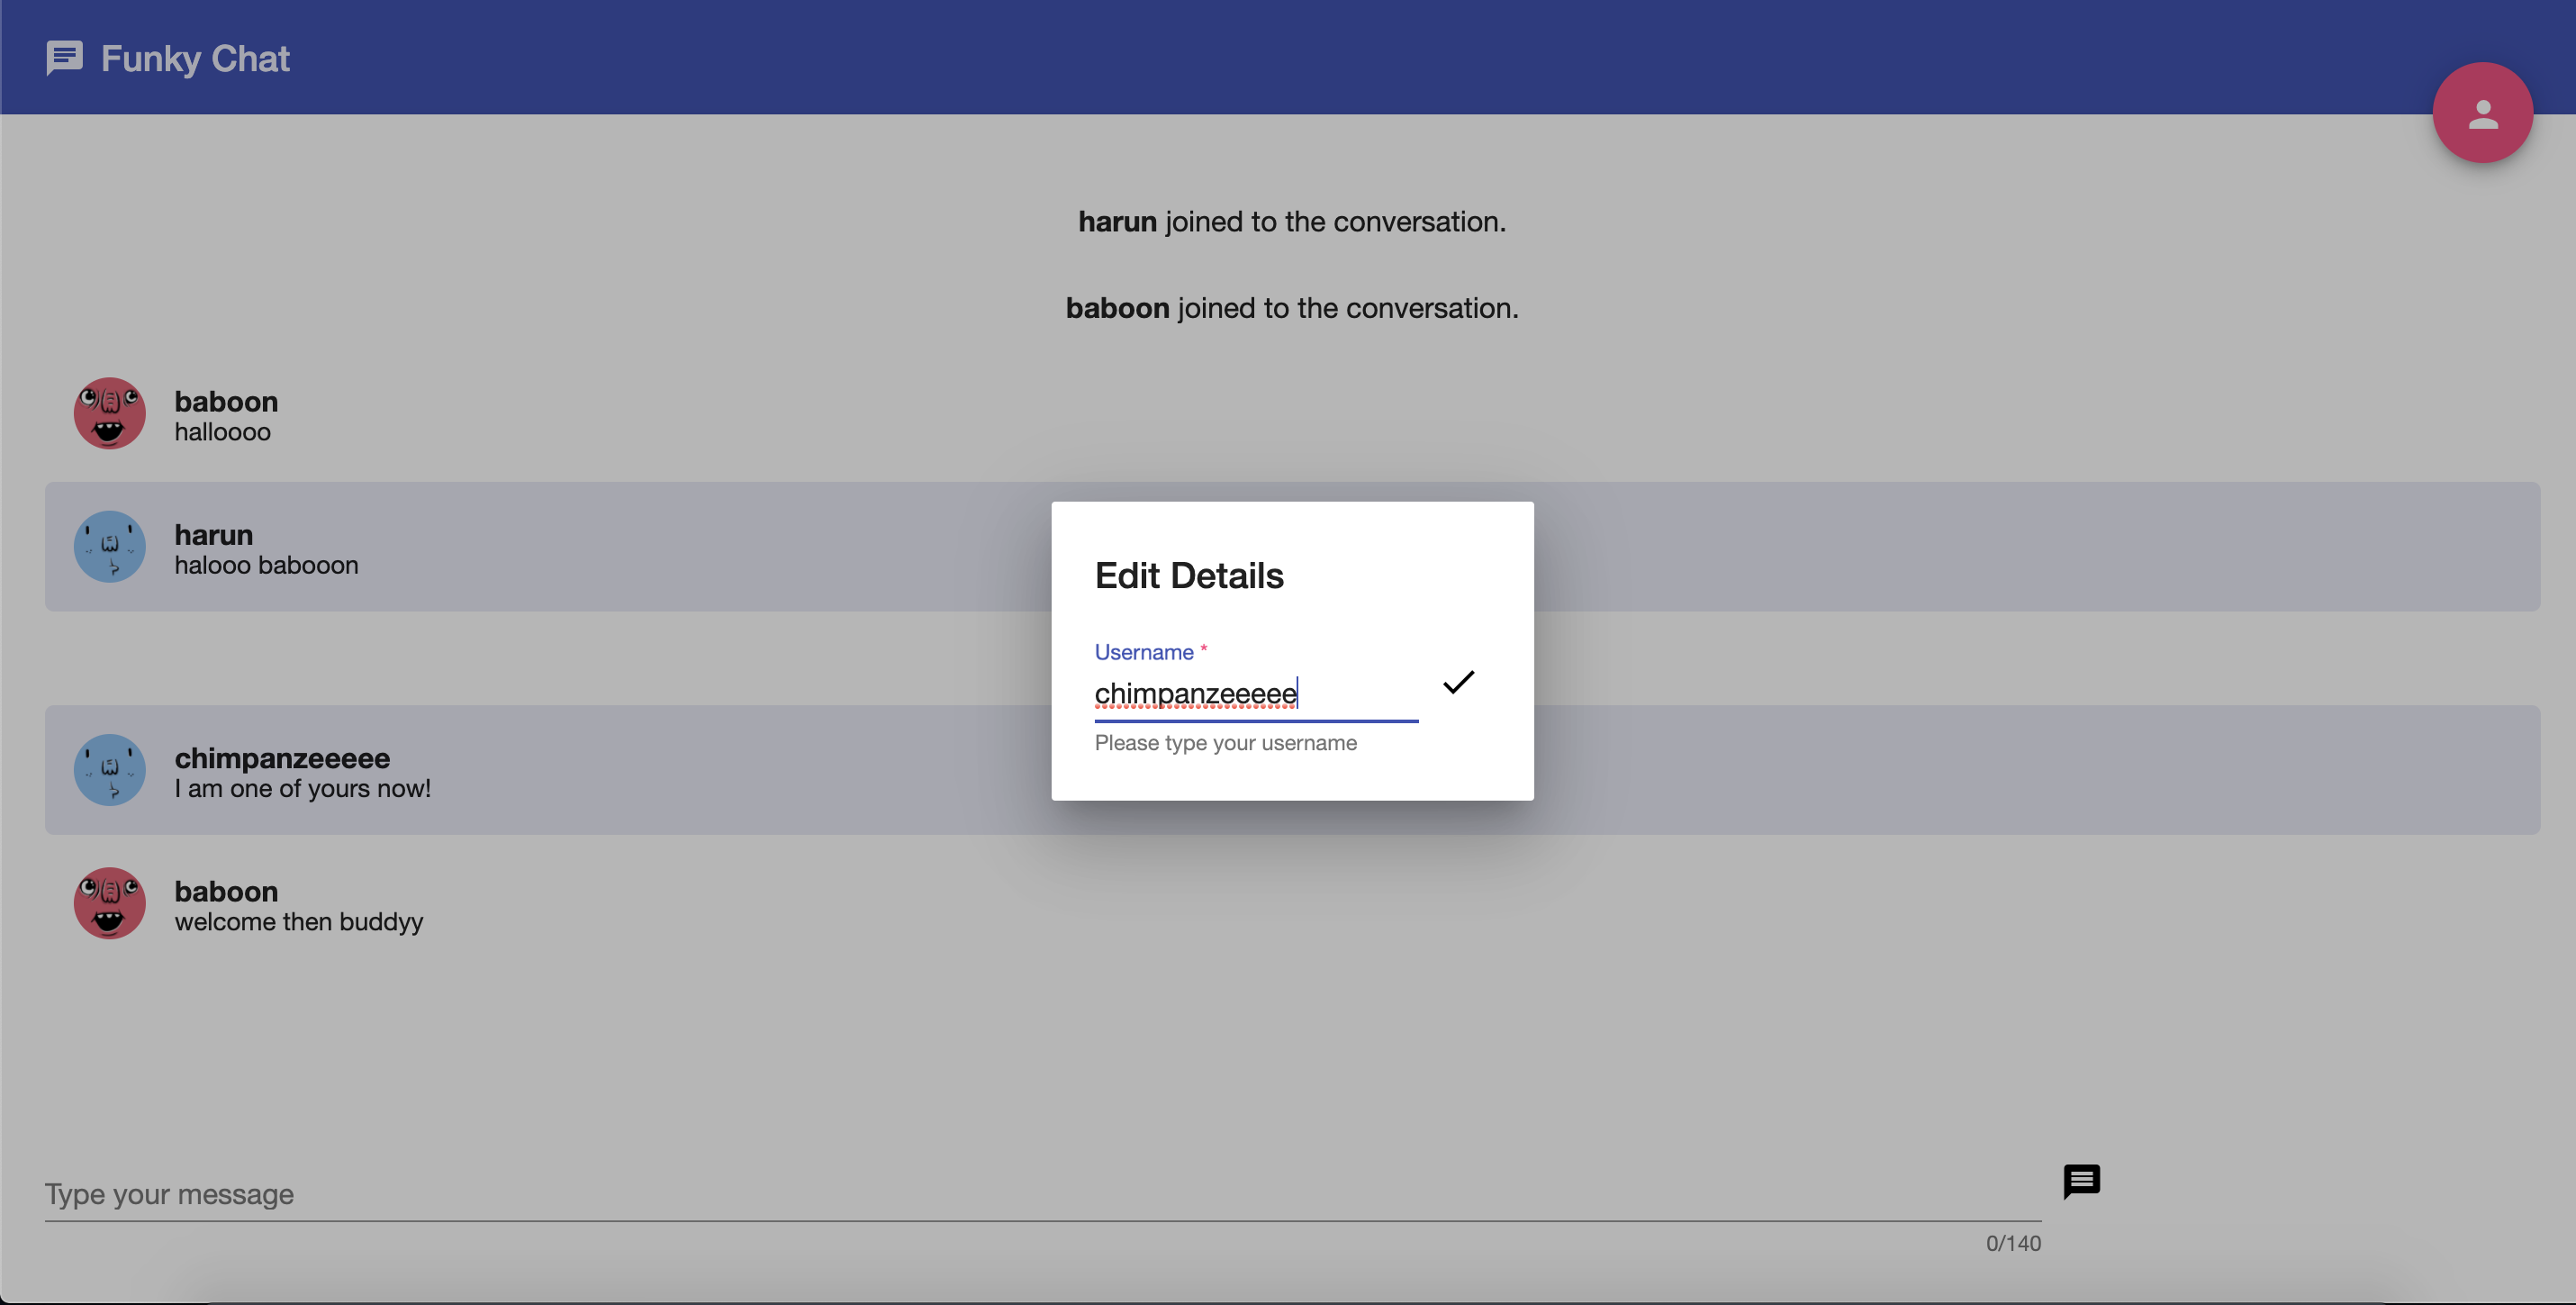 Funky Chat
harun joined to the conversation.
baboon joined to the conversation.
baboon
halloooo
harun
halooo babooon
Edit Details
Username *
chimpanzeeeee
Please type your username
chimpanzeeeee
I am one of yours now!
baboon
welcome then buddyy
Type your message
0/140